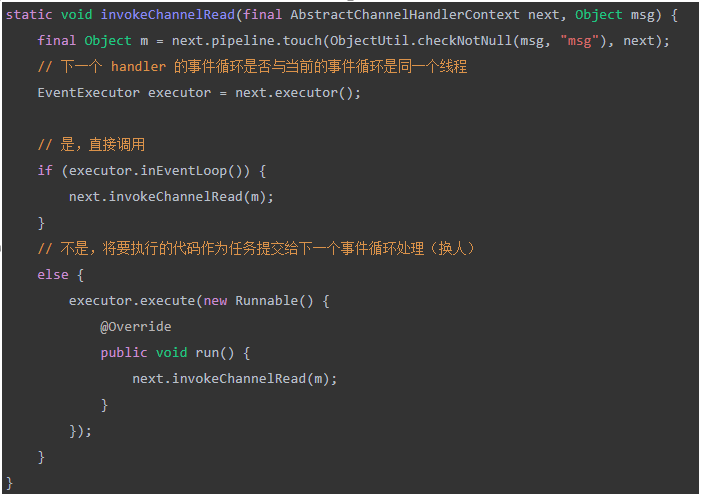 static void invokeChannelRead(final AbstractChannelHandlerContext next, Object msg) {
    final Object m = next.pipeline.touch(ObjectUtil.checkNotNull(msg, "msg"), next);
    // 下一个 handler 的事件循环是否与当前的事件循环是同一个线程
    EventExecutor executor = next.executor();

    // 是，直接调用
    if (executor.inEventLoop()) {
        next.invokeChannelRead(m);
    }
    // 不是，将要执行的代码作为任务提交给下一个事件循环处理（换人）
    else {
        executor.execute(new Runnable() {
            @Override
            public void run() {
                next.invokeChannelRead(m);
            }
        });
    }
}